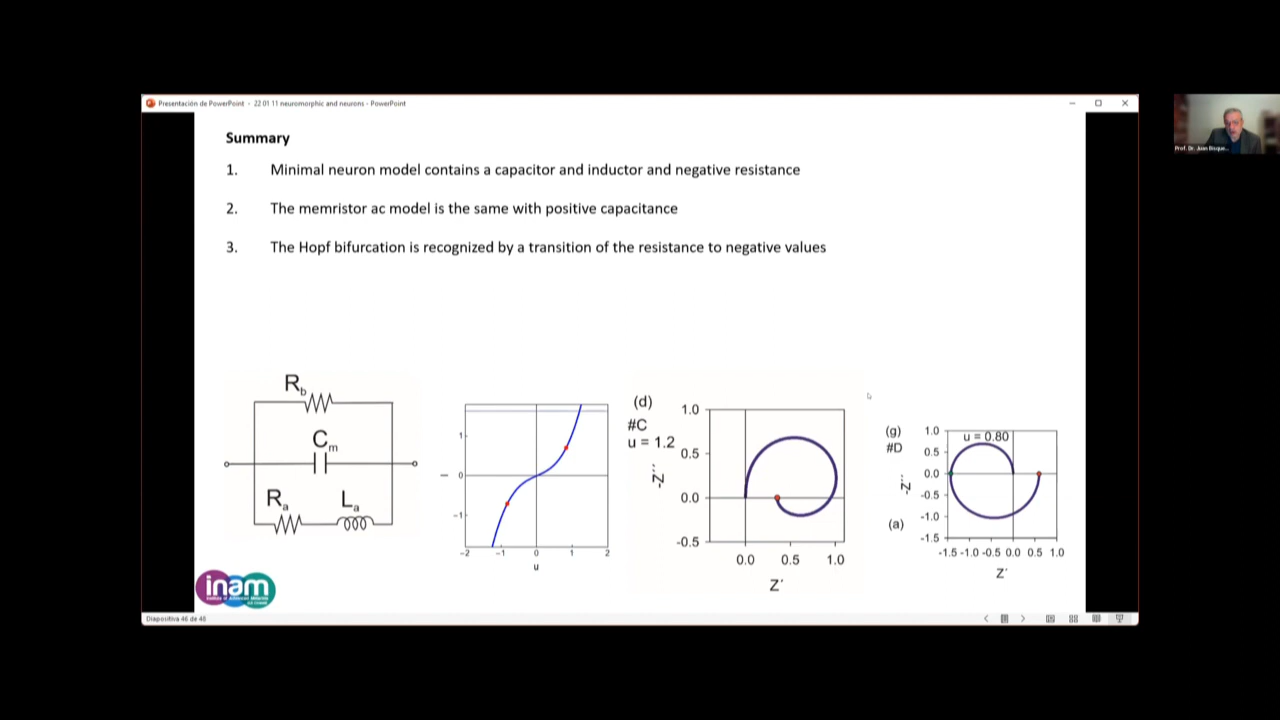 Presentación de PowerPoint - 22 01 11 neuromorphic and neurons - PowerPoint
Summary
1. Minimal neuron model contains a capacitor and inductor and negative resistance
2. The memristor ac model is the same with positive capacitance
3. The Hopf bifurcation is recognized by a transition of the resistance to negative values
Prof. Dr. Juan Bisque...
Rb
Cm
Ra La
I
1
0
-1
-2 -1 0 1 2
u
(d)
#C
u = 1.2
-Z´´
1.0
0.5
0.0
-0.5
0.0 0.5 1.0
Z´
(g)
#D
u = 0.80
-Z´´
(a)
1.0
0.5
0.0
-0.5
-1.0
-1.5
-1.5 -1.0 -0.5 0.0 0.5 1.0
Z´
inam
Diapositiva 46 de 46